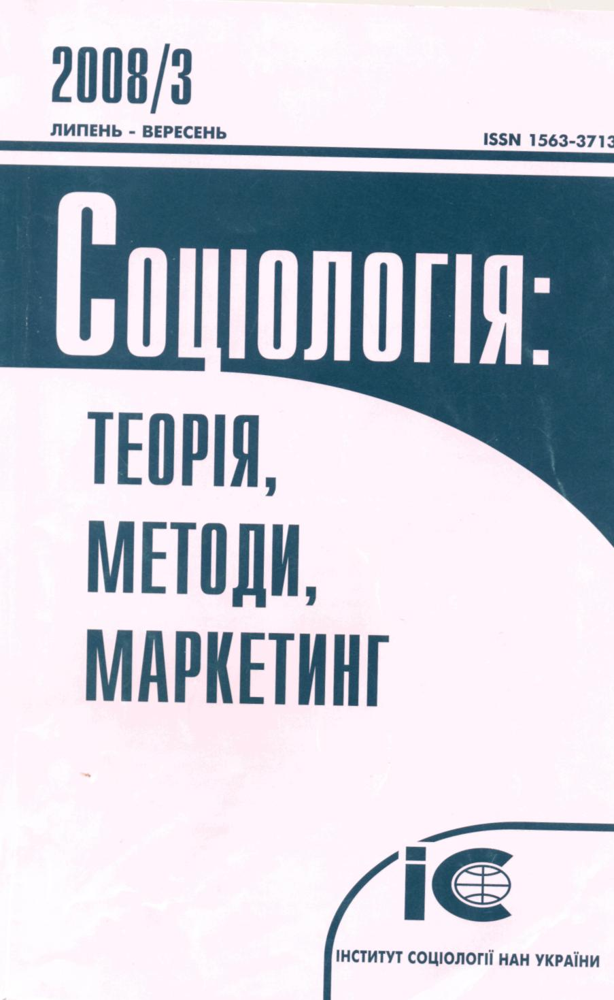 2008/3
ЛИПЕНЬ - ВЕРЕСЕНЬ
ISSN 1563-3713
Соціологія:
ТЕОРІЯ,
МЕТОДИ,
МАРКЕТИНГ
іс
ІНСТИТУТ СОЦІОЛОГІЇ НАН УКРАЇНИ